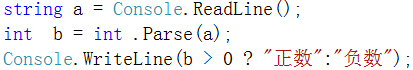 string a = Console.ReadLine();
int  b = int .Parse(a);
Console.WriteLine(b > 0 ? "正数":"负数");